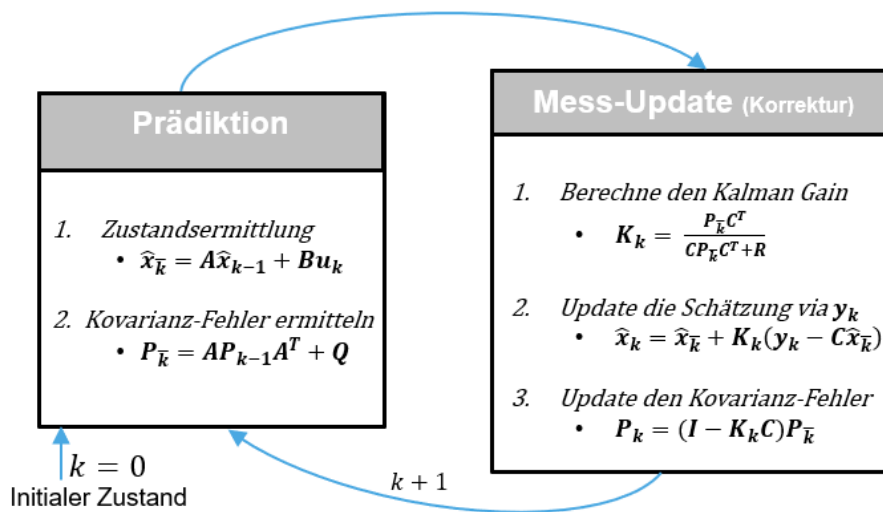 Prädiktion
1. Zustandsermittlung
• x̂_k̄ = Ax̂_{k−1} + Bu_k
2. Kovarianz-Fehler ermitteln
• P_k̄ = AP_{k−1}A^T + Q
k = 0
Initialer Zustand
Mess-Update (Korrektur)
1. Berechne den Kalman Gain
• K_k = P_k̄C^T / CP_k̄C^T+R
2. Update die Schätzung via y_k
• x̂_k = x̂_k̄ + K_k(y_k − Cx̂_k̄)
3. Update den Kovarianz-Fehler
• P_k = (I − K_kC)P_k̄
k + 1